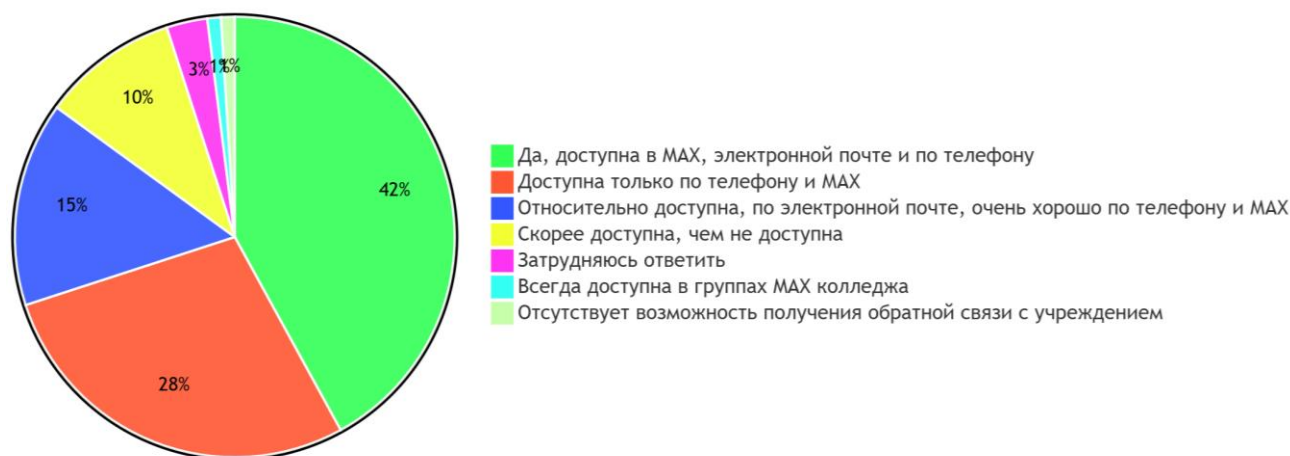 3%
1%
1%
10%
42%
15%
28%
Да, доступна в MAX, электронной почте и по телефону
Доступна только по телефону и MAX
Относительно доступна, по электронной почте, очень хорошо по телефону и MAX
Скорее доступна, чем не доступна
Затрудняюсь ответить
Всегда доступна в группах MAX колледжа
Отсутствует возможность получения обратной связи с учреждением